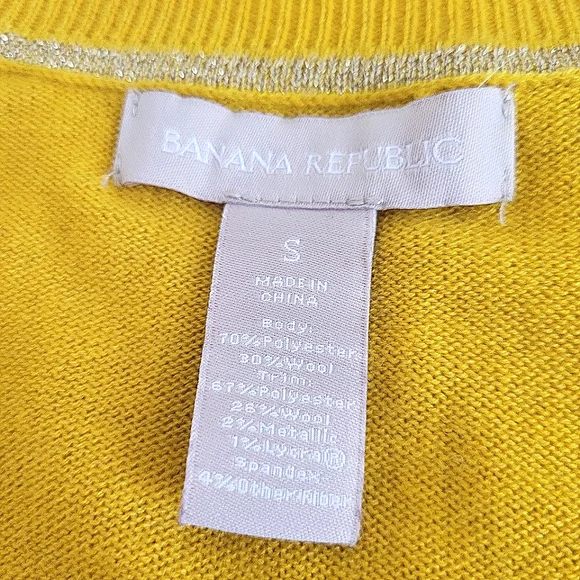 BANANA REPUBLIC
S
MADE IN
CHINA
Body:
70%Polyester
30%Wool
Trim:
67%Polyester
26%Wool
2%Metallic
1%Lycra®
Spandex
4%Other Fiber